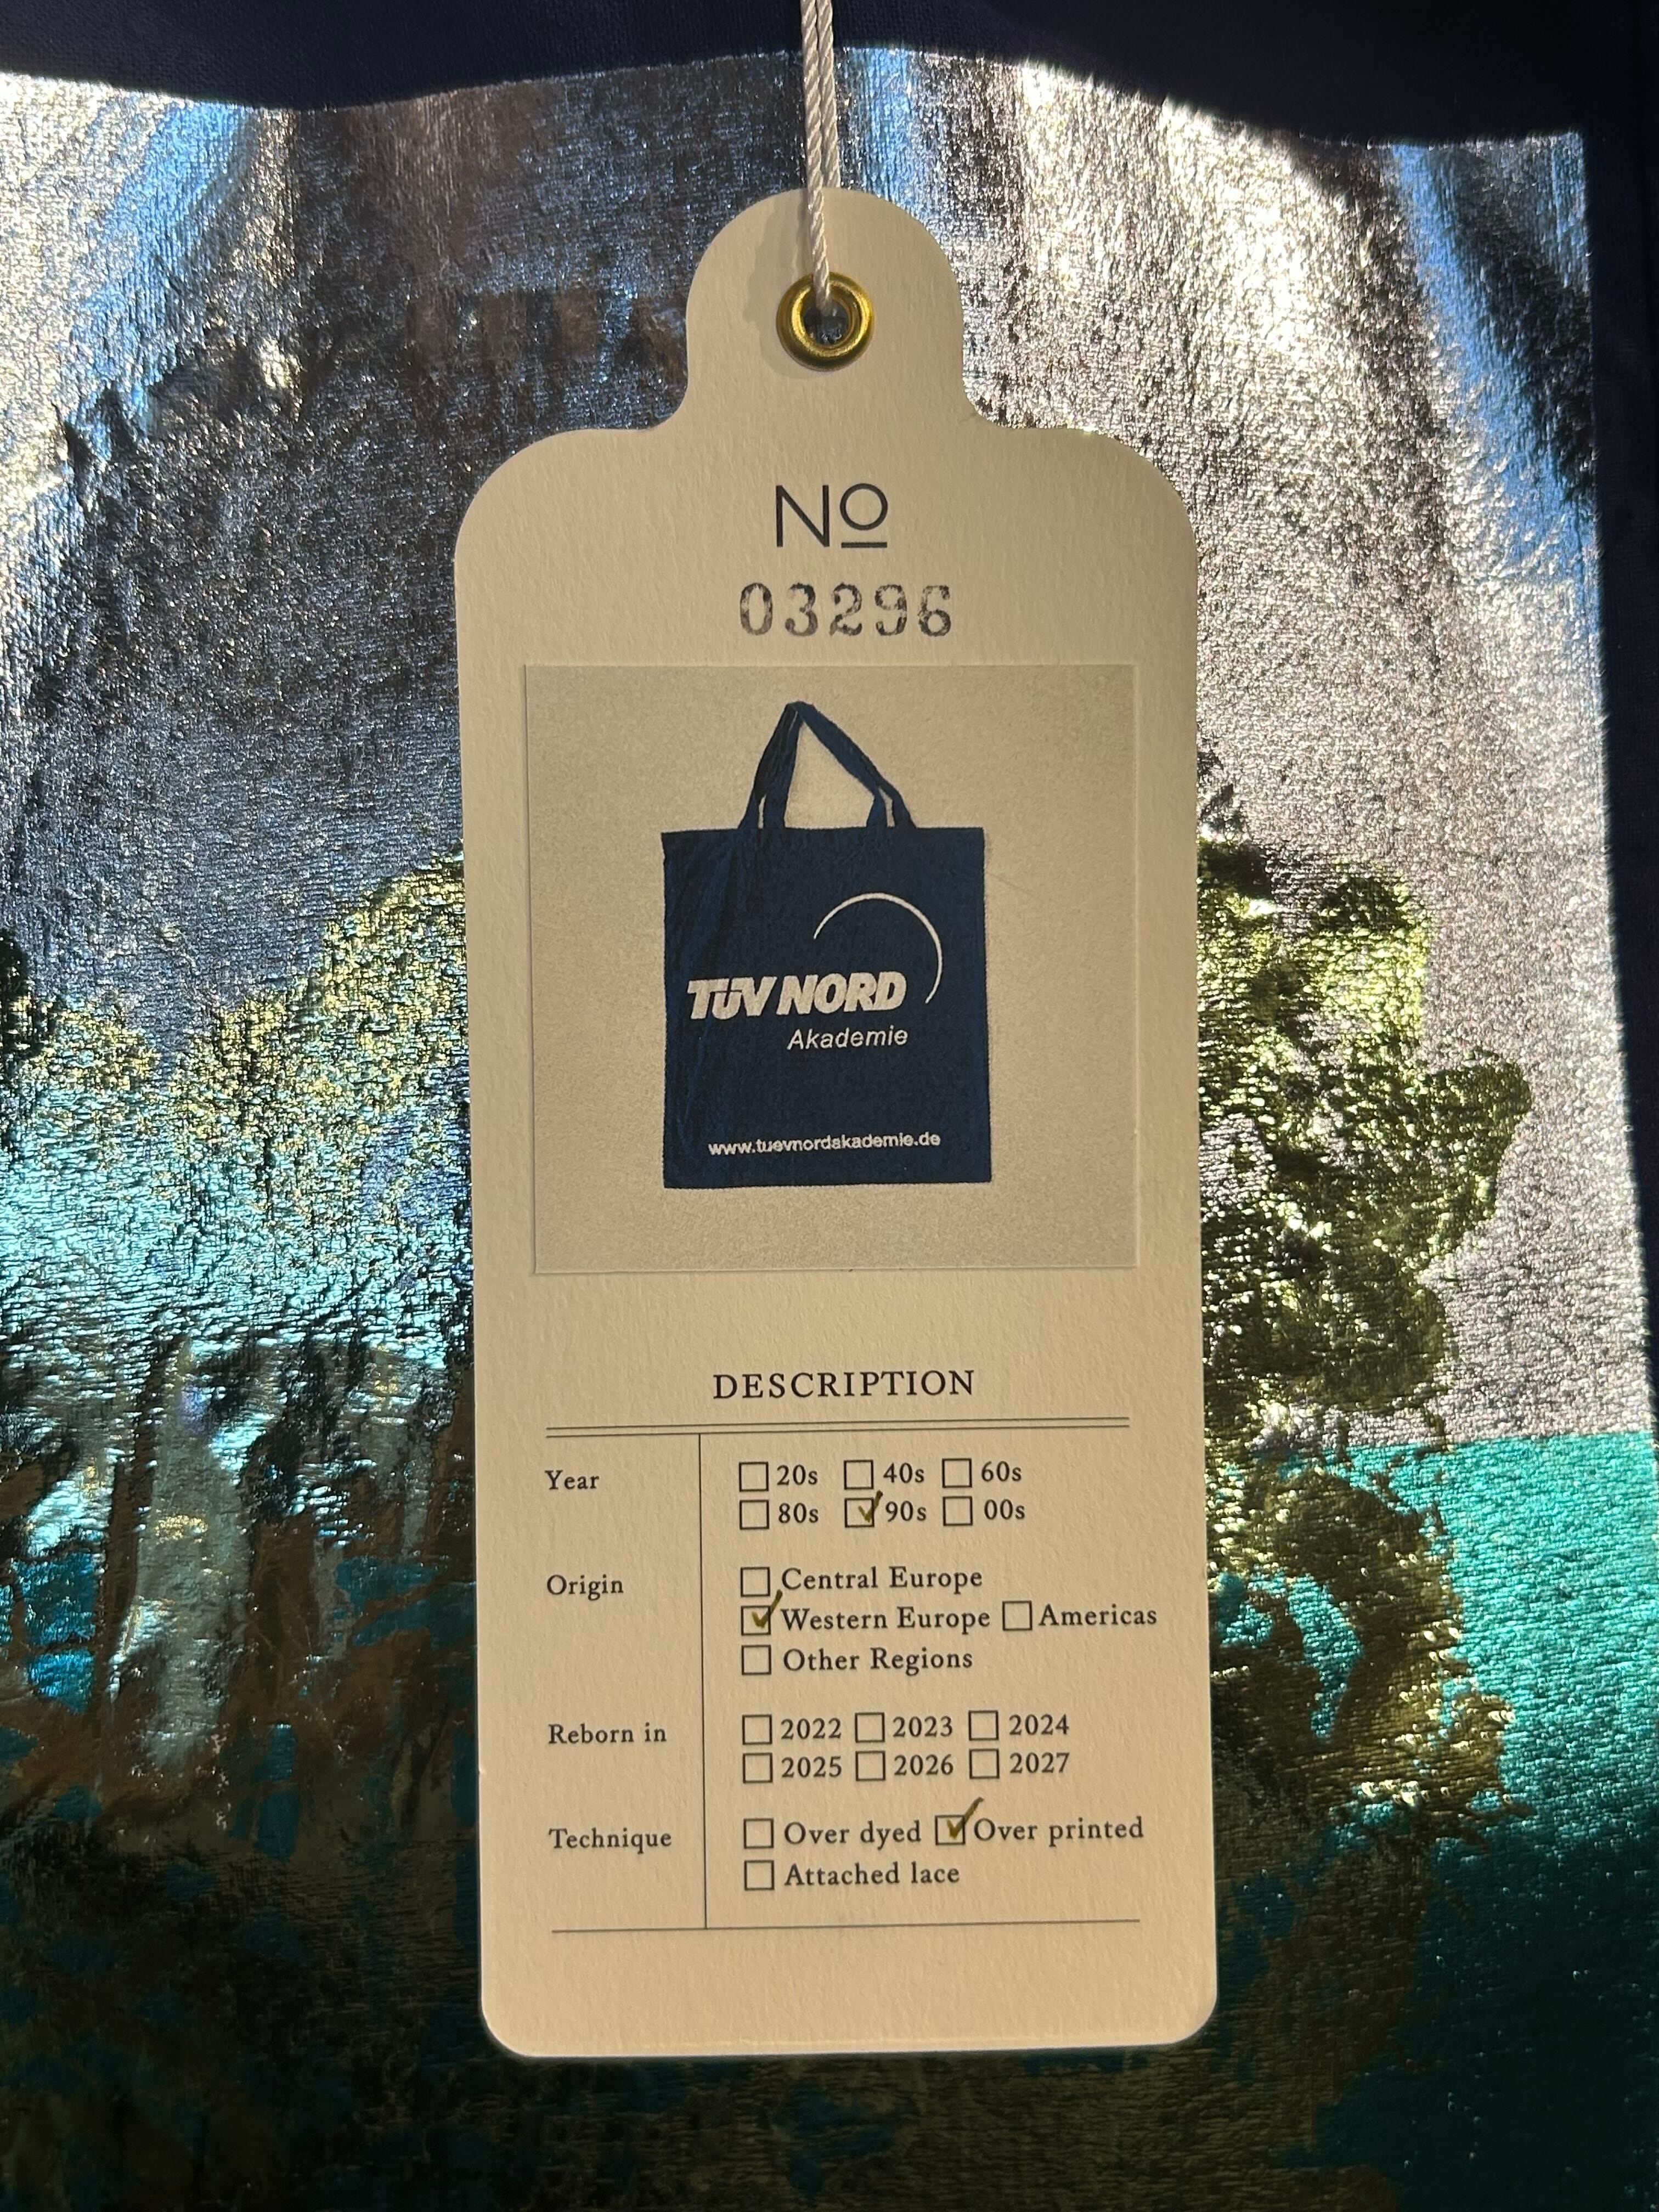 No
03296
TÜV NORD
Akademie
www.tuevnordakademie.de
DESCRIPTION
Year
20s 40s 60s
80s 90s 00s
Origin
Central Europe
Western Europe Americas
Other Regions
Reborn in
2022 2023 2024
2025 2026 2027
Technique
Over dyed Over printed
Attached lace